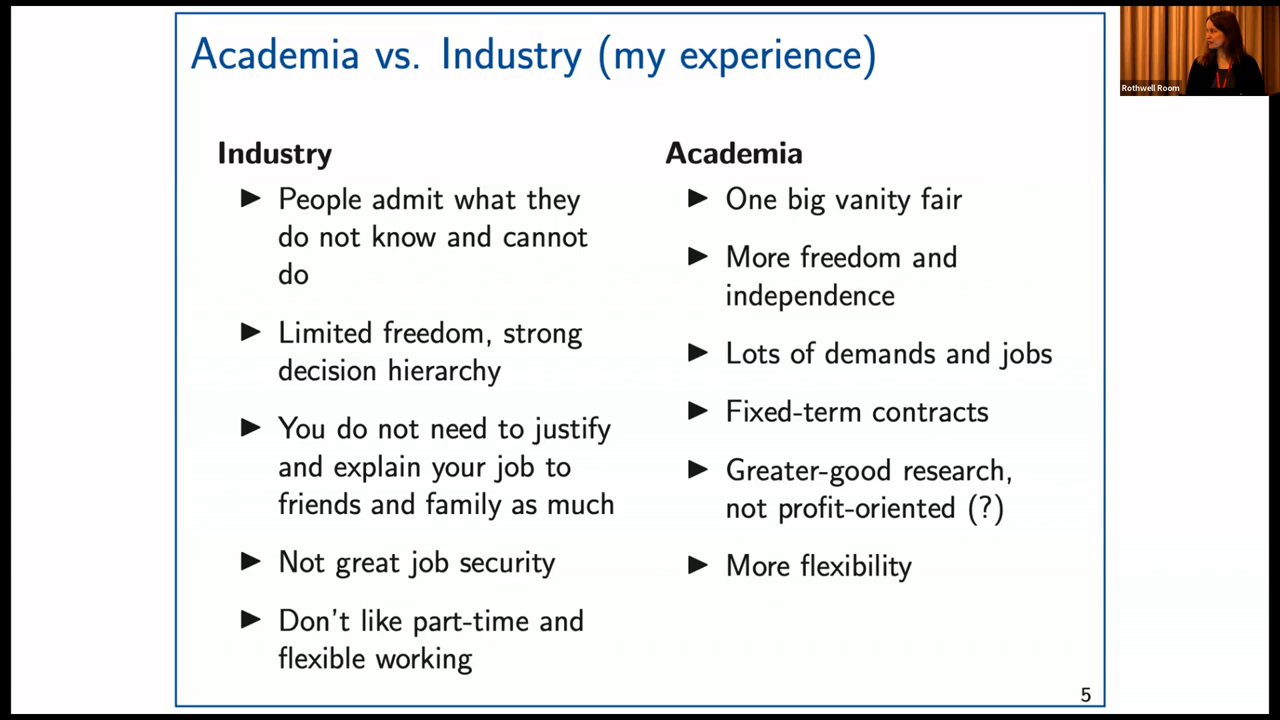 Academia vs. Industry (my experience)
Industry
▶ People admit what they
do not know and cannot
do
▶ Limited freedom, strong
decision hierarchy
▶ You do not need to justify
and explain your job to
friends and family as much
▶ Not great job security
▶ Don't like part-time and
flexible working
Academia
▶ One big vanity fair
▶ More freedom and
independence
▶ Lots of demands and jobs
▶ Fixed-term contracts
▶ Greater-good research,
not profit-oriented (?)
▶ More flexibility
5
Rothwell Room